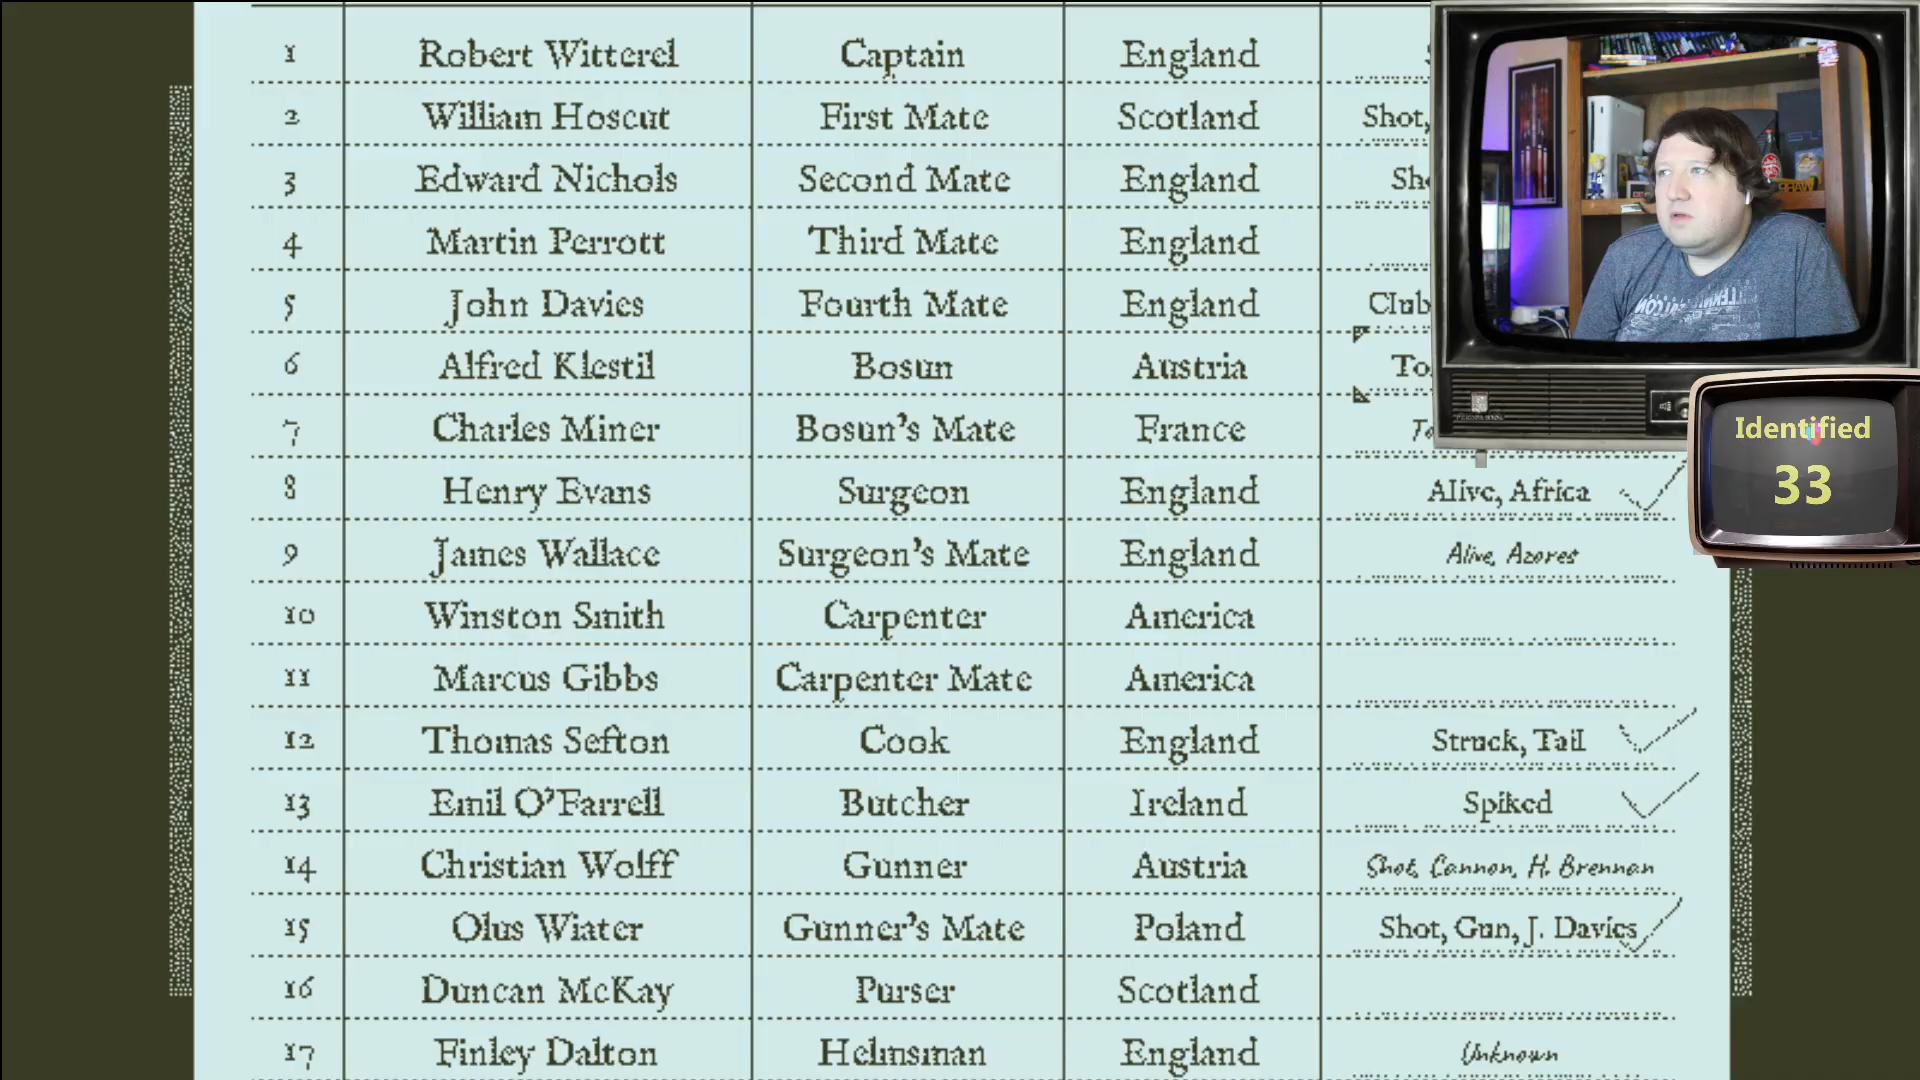 1 Robert Witterel Captain England
2 William Hoscut First Mate Scotland Shot,
3 Edward Nichols Second Mate England
4 Martin Perrott Third Mate England
5 John Davies Fourth Mate England Club
6 Alfred Klestil Bosun Austria To
7 Charles Miner Bosun's Mate France
8 Henry Evans Surgeon England Alive, Africa
9 James Wallace Surgeon's Mate England Alive, Azores
10 Winston Smith Carpenter America
11 Marcus Gibbs Carpenter Mate America
12 Thomas Sefton Cook England Struck, Tail
13 Emil O'Farrell Butcher Ireland Spiked
14 Christian Wolff Gunner Austria Shot, Cannon, H. Brennan
15 Olus Wiater Gunner's Mate Poland Shot, Gun, J. Davies
16 Duncan McKay Purser Scotland
17 Finley Dalton Helmsman England Unknown
Identified
33